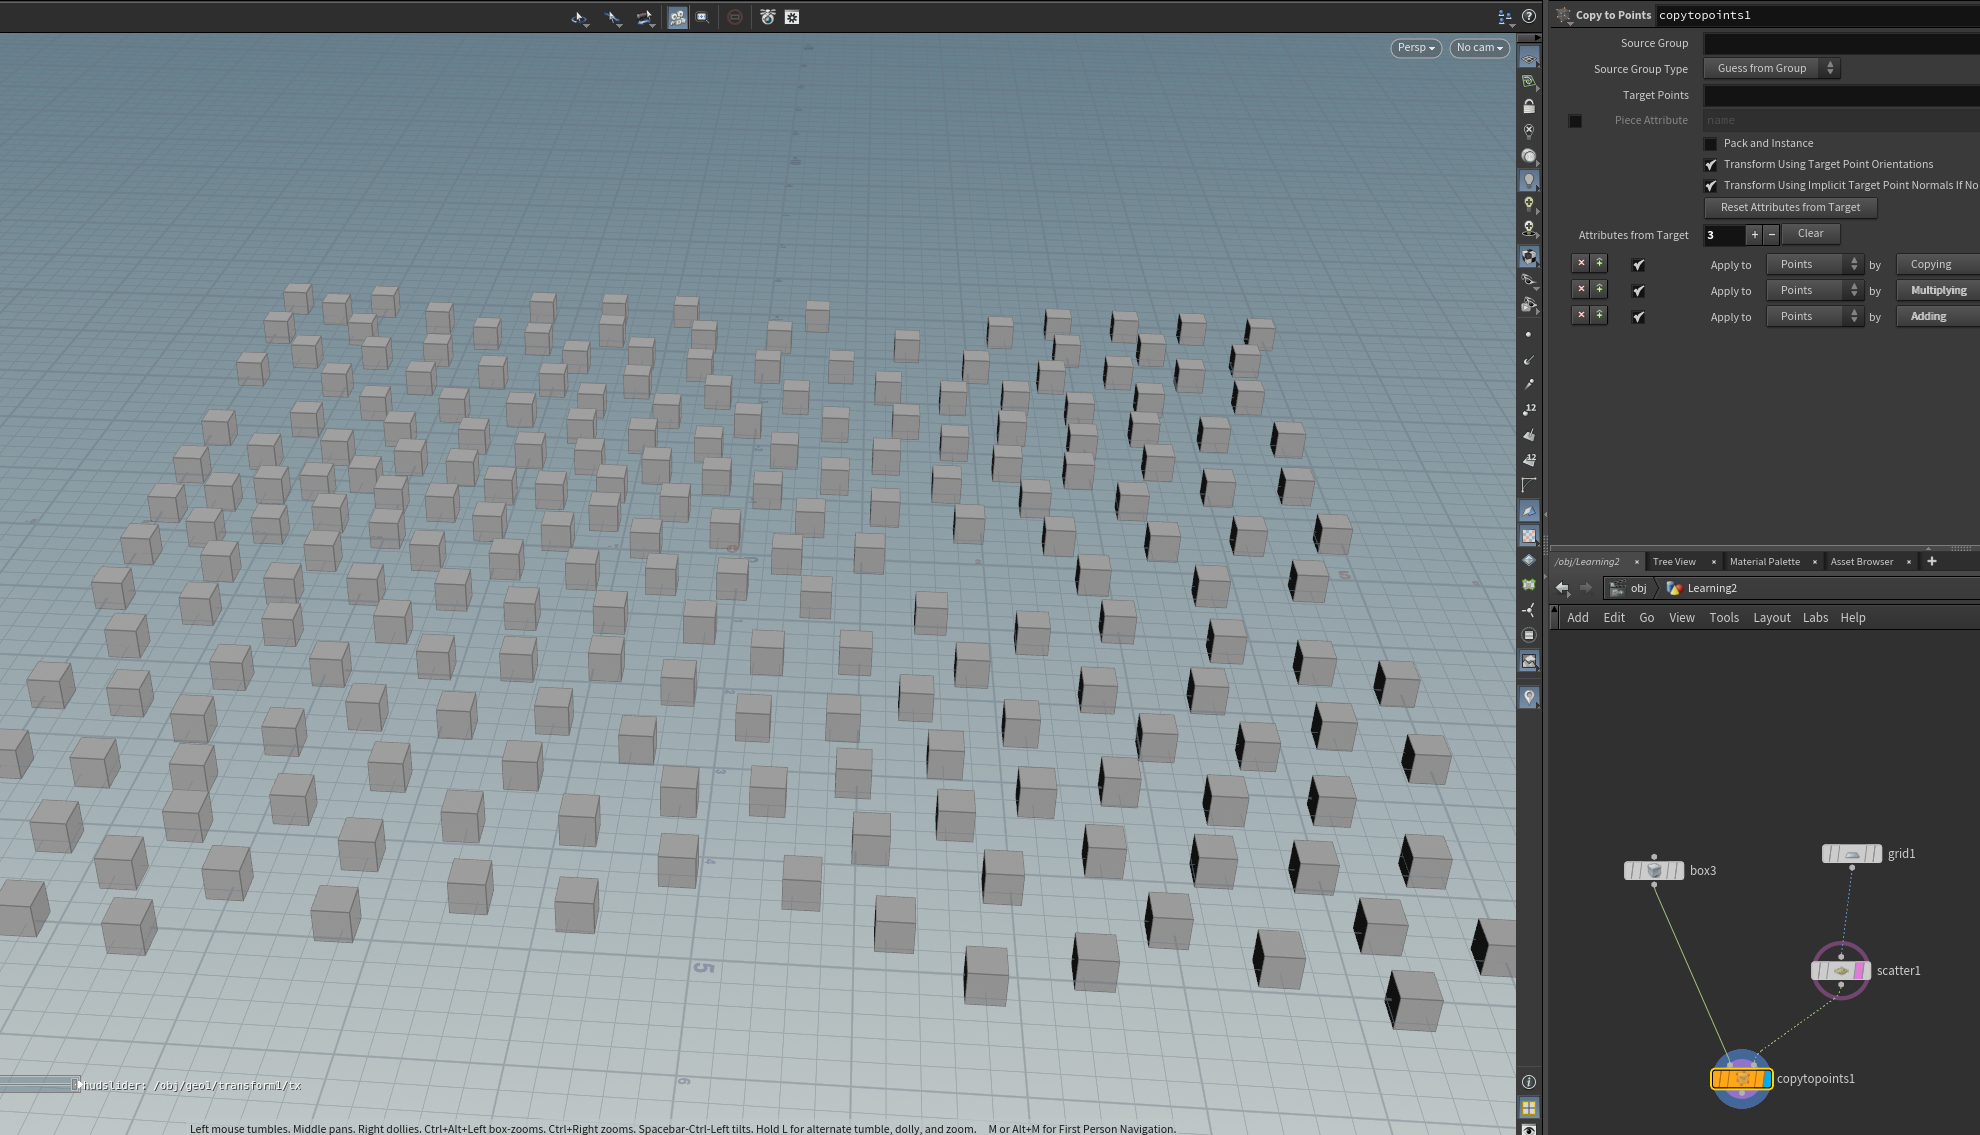 Copy to Points copytopoints1
Persp No cam
Source Group
Source Group Type Guess from Group
Target Points
Piece Attribute name
Pack and Instance
Transform Using Target Point Orientations
Transform Using Implicit Target Point Normals If No
Reset Attributes from Target
Attributes from Target 3 + − Clear
Apply to Points by Copying
Apply to Points by Multiplying
Apply to Points by Adding
12
12
/obj/Learning2 × Tree View × Material Palette × Asset Browser × +
obj Learning2
Add Edit Go View Tools Layout Labs Help
box3
grid1
scatter1
copytopoints1
5
5
6
hudslider: /obj/geo1/transform1/tx
Left mouse tumbles. Middle pans. Right dollies. Ctrl+Alt+Left box-zooms. Ctrl+Right zooms. Spacebar-Ctrl-Left tilts. Hold L for alternate tumble, dolly, and zoom. M or Alt+M for First Person Navigation.